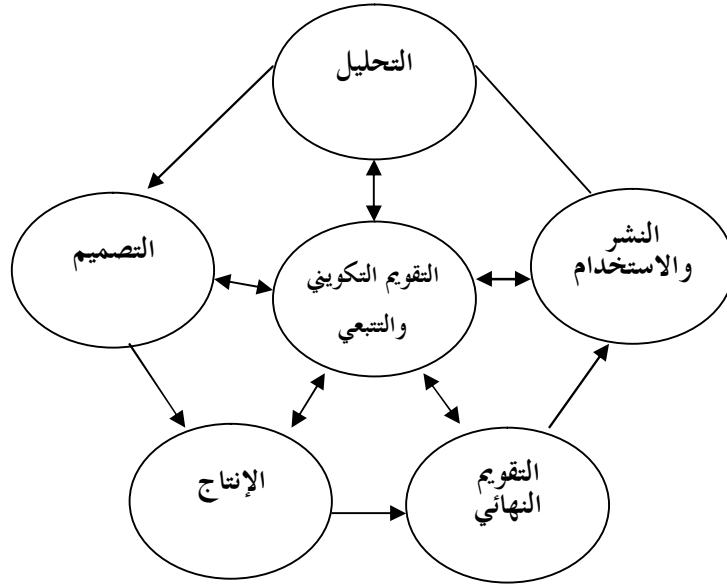 التحليل
النشر
والاستخدام
التصميم
التقويم التكويني
والتتبعي
الإنتاج
التقويم
النهائي